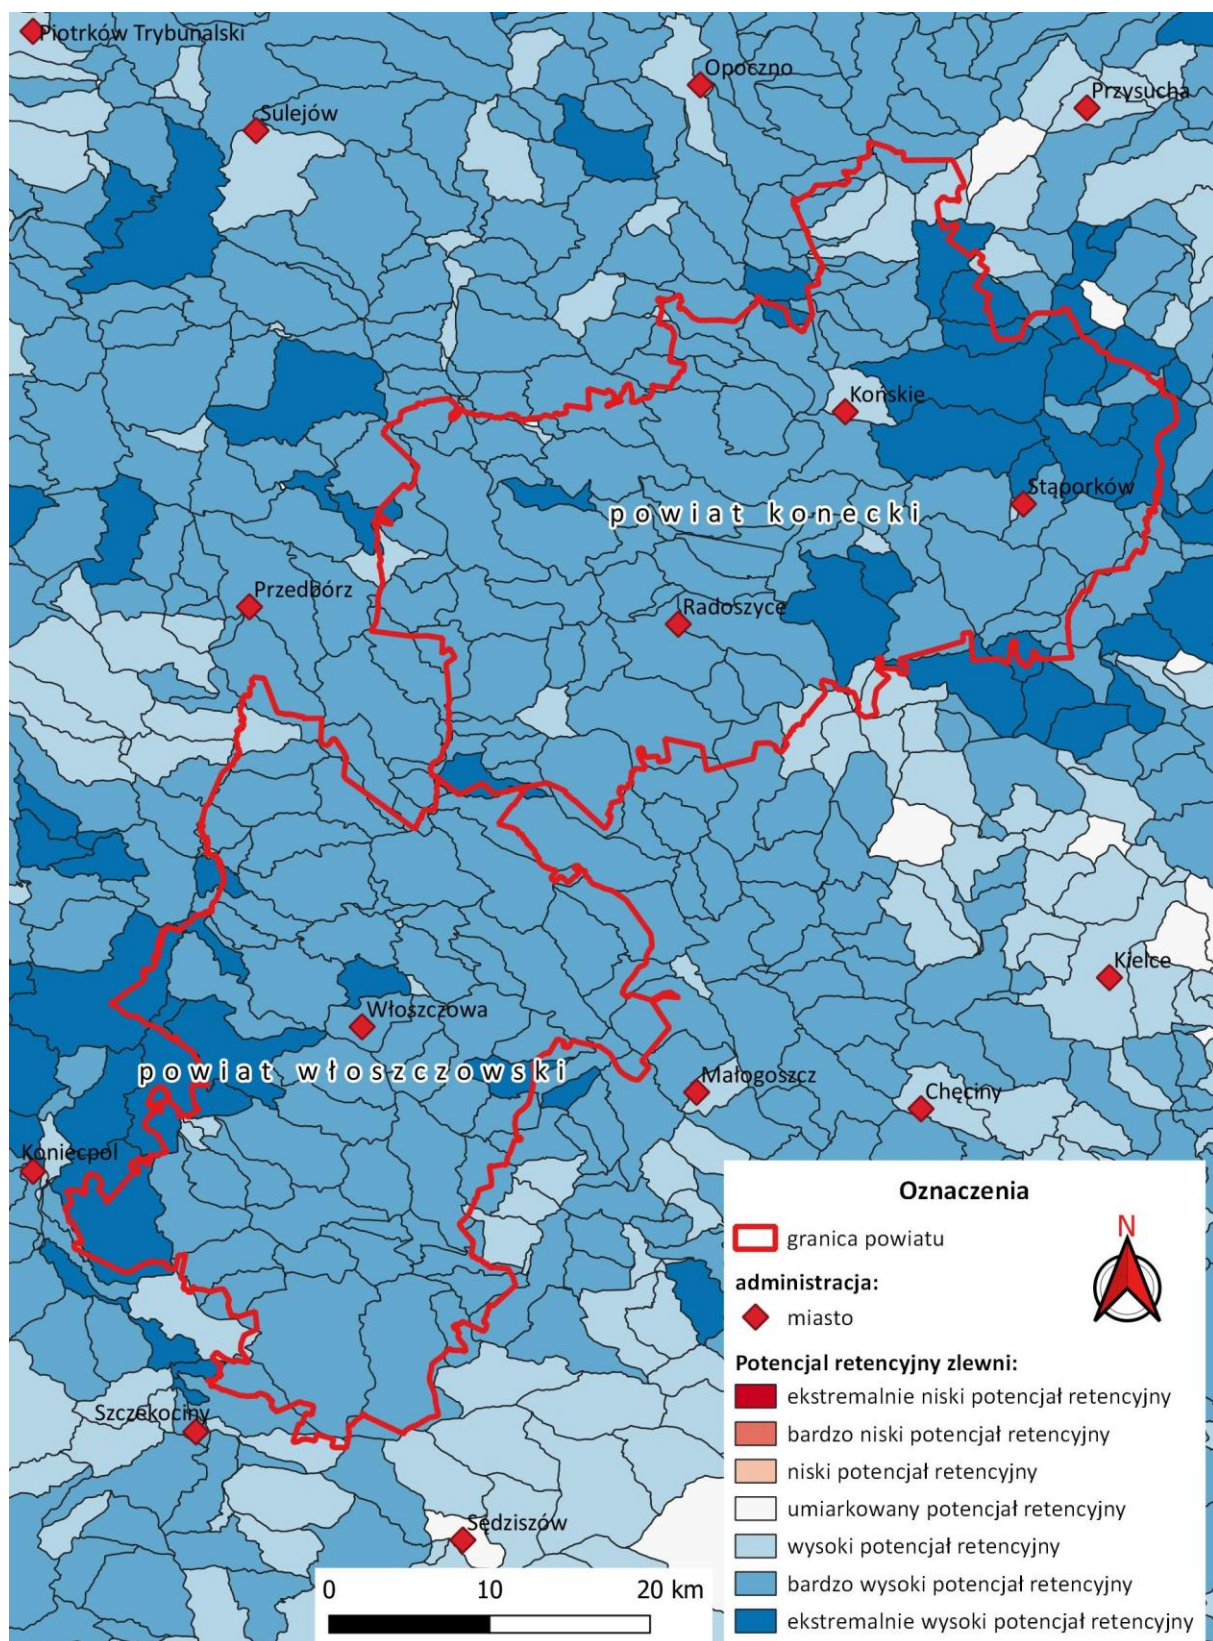 Piotrków Trybunalski
Opoczno
Przysucha
Sulejów
Końskie
Stąporków
powiat konecki
Przedbórz
Radoszyce
Kielce
Włoszczowa
powiat włoszczowski
Małogoszcz
Chęciny
Koniecpol
Szczekociny
Sędziszów
0 10 20 km
Oznaczenia
N
granica powiatu
administracja:
miasto
Potencjal retencyjny zlewni:
ekstremalnie niski potencjał retencyjny
bardzo niski potencjał retencyjny
niski potencjał retencyjny
umiarkowany potencjał retencyjny
wysoki potencjał retencyjny
bardzo wysoki potencjał retencyjny
ekstremalnie wysoki potencjał retencyjny